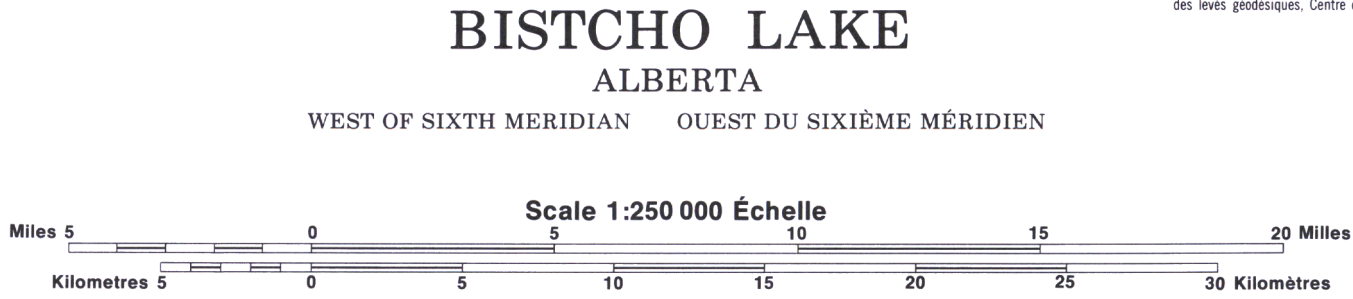 des levés géodésiques, Centre
BISTCHO LAKE
ALBERTA
WEST OF SIXTH MERIDIAN OUEST DU SIXIÈME MÉRIDIEN
Scale 1:250 000 Échelle
Miles 5 0 5 10 15 20 Milles
Kilometres 5 0 5 10 15 20 25 30 Kilomètres